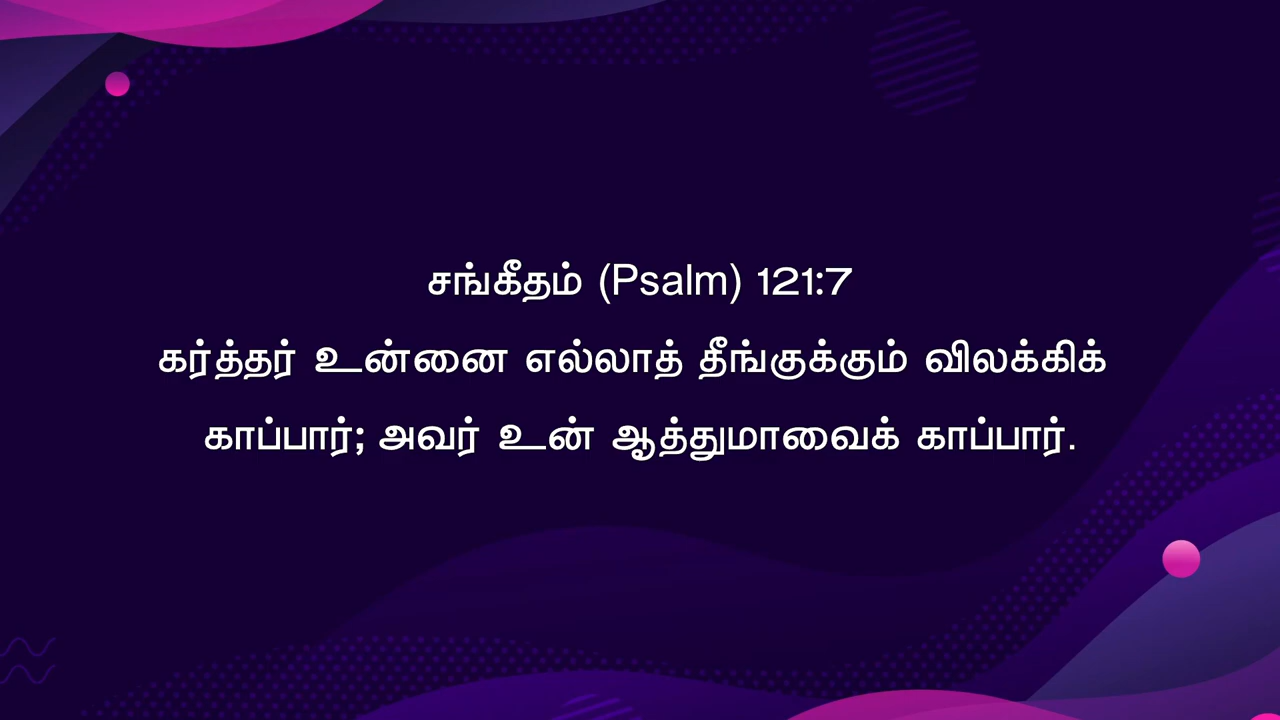 சங்கீதம் (Psalm) 121:7
கர்த்தர் உன்னை எல்லாத் தீங்குக்கும் விலக்கிக்
காப்பார்; அவர் உன் ஆத்துமாவைக் காப்பார்.